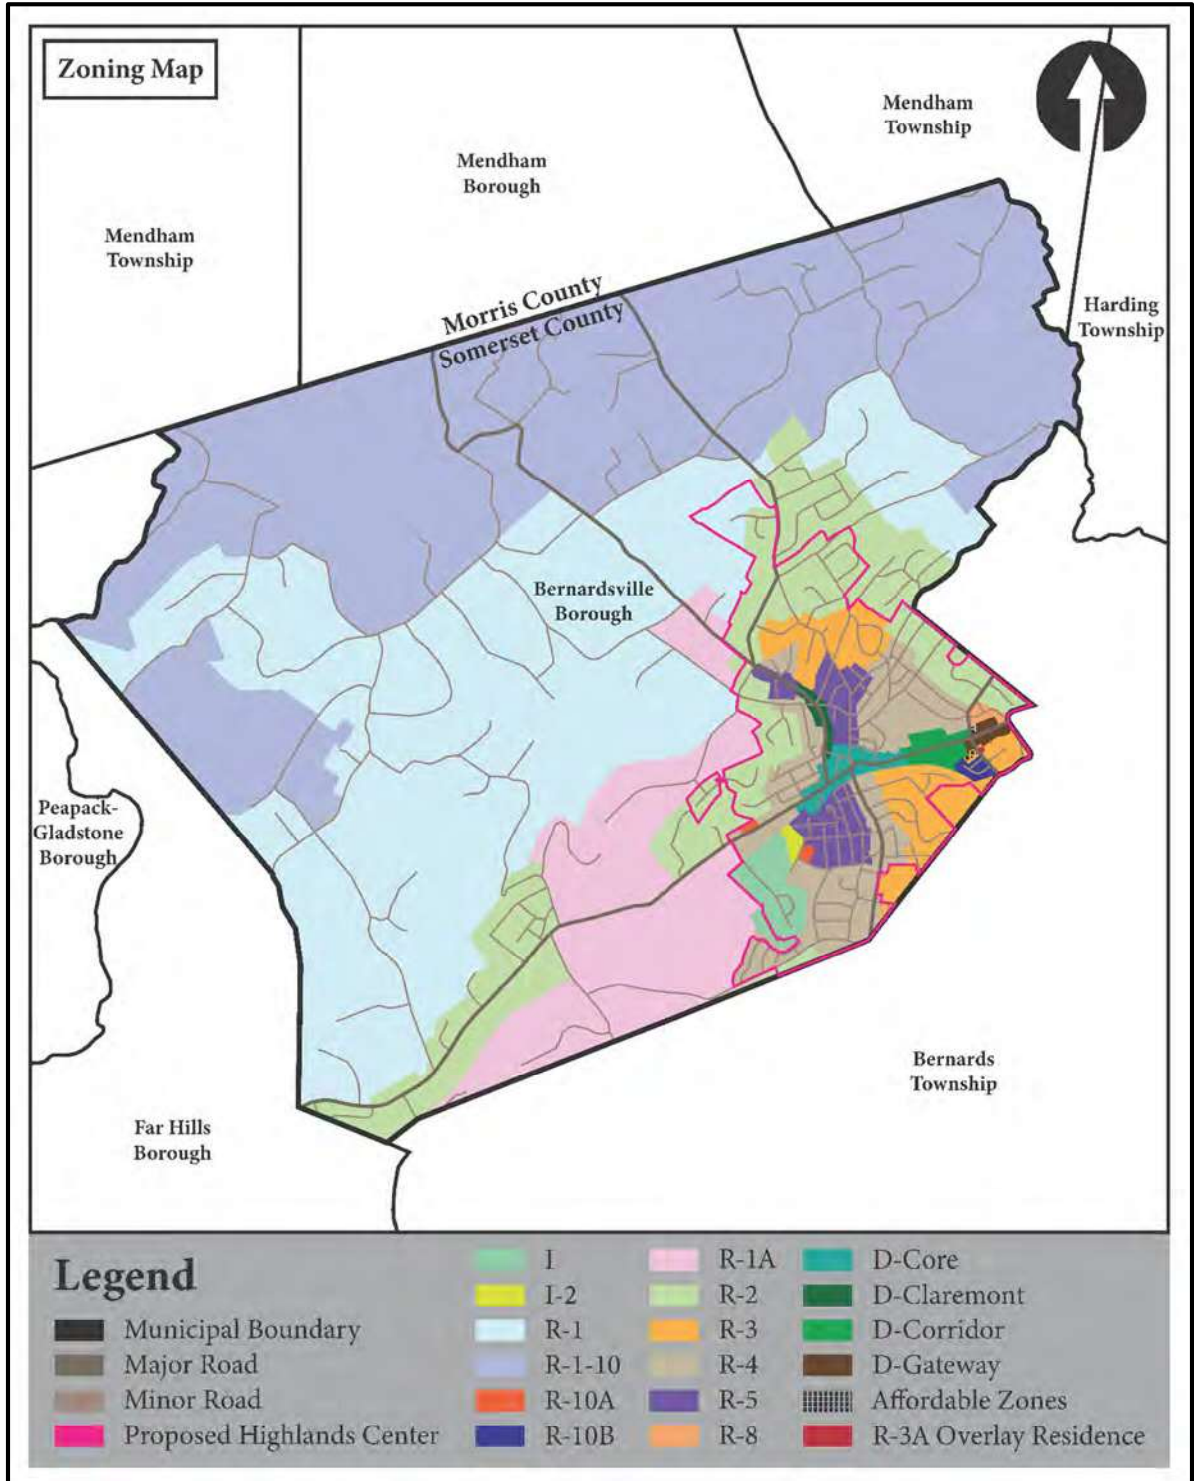 Zoning Map
Mendham
Township
Mendham
Borough
Mendham
Township
Morris County
Somerset County
Harding
Township
Bernardsville
Borough
Peapack-
Gladstone
Borough
Bernards
Township
Far Hills
Borough
Legend
Municipal Boundary
Major Road
Minor Road
Proposed Highlands Center
I
I-2
R-1
R-1-10
R-10A
R-10B
R-1A
R-2
R-3
R-4
R-5
R-8
D-Core
D-Claremont
D-Corridor
D-Gateway
Affordable Zones
R-3A Overlay Residence